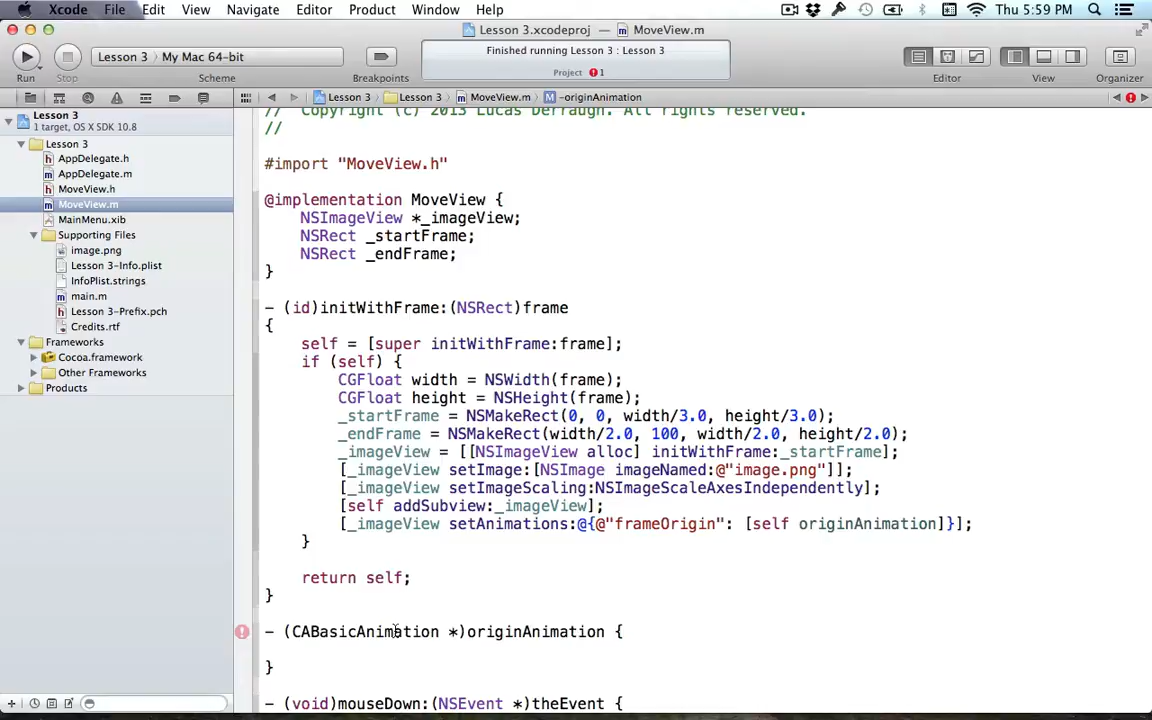 Xcode File Edit View Navigate Editor Product Window Help Thu 5:59 PM
Lesson 3.xcodeproj — MoveView.m
Lesson 3 My Mac 64-bit
Finished running Lesson 3 : Lesson 3
Project 1
Run Stop Scheme Breakpoints Editor View Organizer
Lesson 3 Lesson 3 MoveView.m -originAnimation
Lesson 3
1 target, OS X SDK 10.8
Lesson 3
AppDelegate.h
AppDelegate.m
MoveView.h
MoveView.m
MainMenu.xib
Supporting Files
image.png
Lesson 3-Info.plist
InfoPlist.strings
main.m
Lesson 3-Prefix.pch
Credits.rtf
Frameworks
Cocoa.framework
Other Frameworks
Products
// Copyright (c) 2013 Lucas Derraugh. All rights reserved.
//
#import "MoveView.h"
@implementation MoveView {
NSImageView *_imageView;
NSRect _startFrame;
NSRect _endFrame;
}
- (id)initWithFrame:(NSRect)frame
{
self = [super initWithFrame:frame];
if (self) {
CGFloat width = NSWidth(frame);
CGFloat height = NSHeight(frame);
_startFrame = NSMakeRect(0, 0, width/3.0, height/3.0);
_endFrame = NSMakeRect(width/2.0, 100, width/2.0, height/2.0);
_imageView = [[NSImageView alloc] initWithFrame:_startFrame];
[_imageView setImage:[NSImage imageNamed:@"image.png"]];
[_imageView setImageScaling:NSImageScaleAxesIndependently];
[self addSubview:_imageView];
[_imageView setAnimations:@{@"frameOrigin": [self originAnimation]}];
}
return self;
}
- (CABasicAnimation *)originAnimation {
}
- (void)mouseDown:(NSEvent *)theEvent {